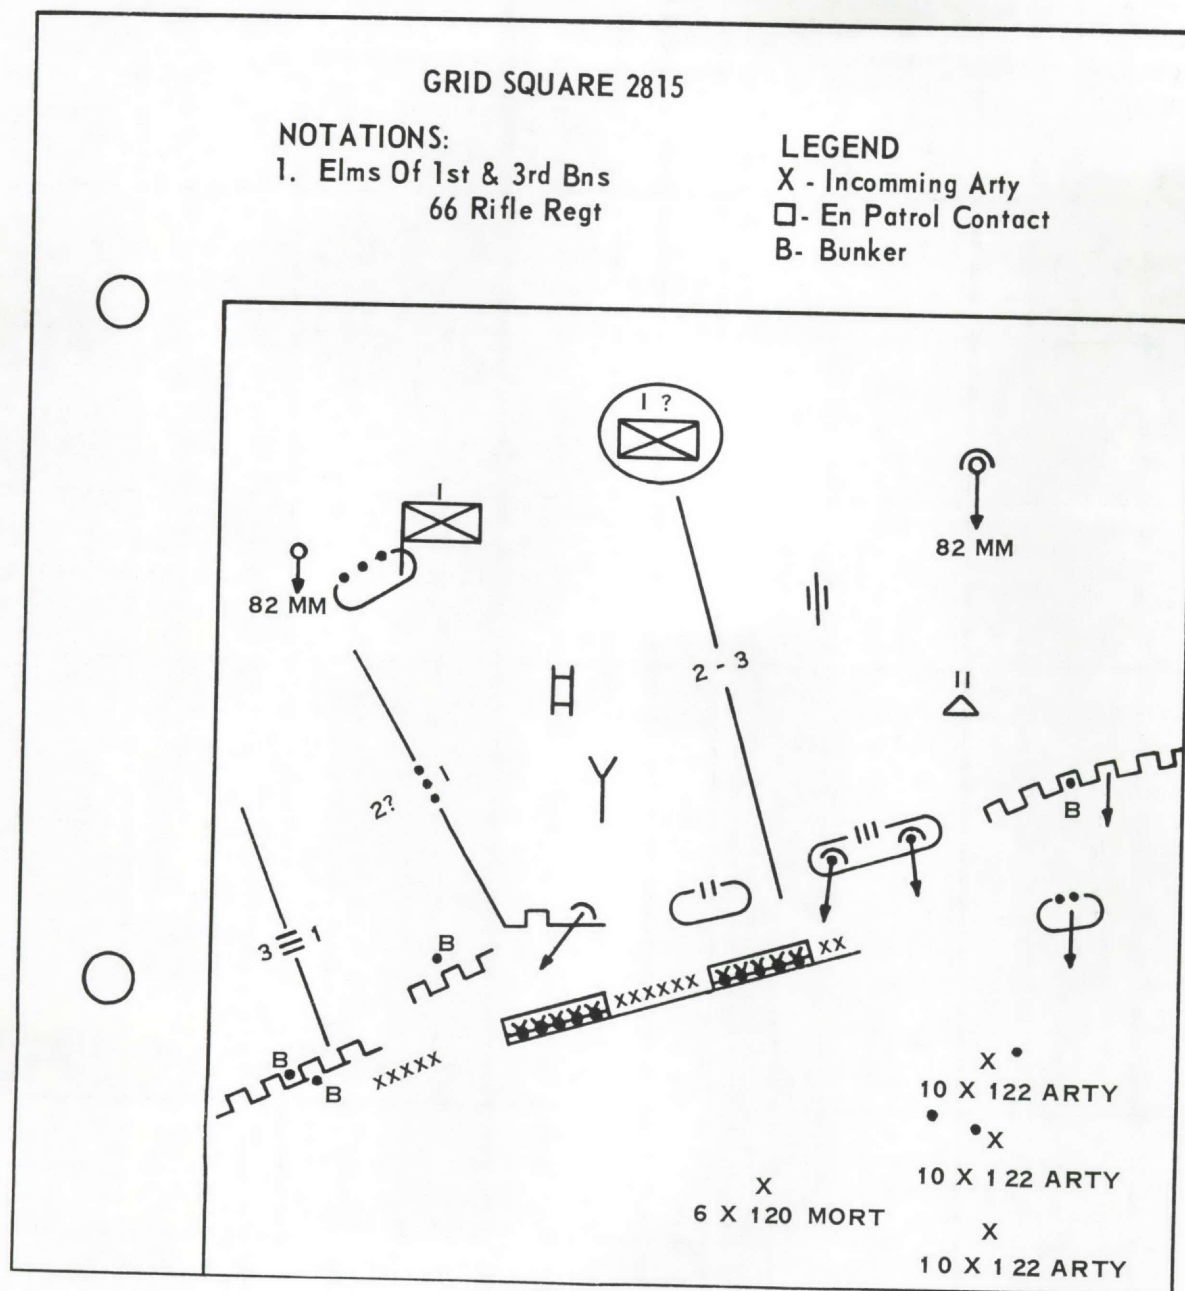 GRID SQUARE 2815
NOTATIONS:
1. Elms Of 1st & 3rd Bns
66 Rifle Regt
LEGEND
X - Incomming Arty
□- En Patrol Contact
B- Bunker
I ?
I
82 MM
82 MM
2 - 3
II
1
2?
B
III
II
3 1
B
XX
XXXXXX
B
B
XXXXX
X
10 X 122 ARTY
X
10 X 122 ARTY
X
6 X 120 MORT
X
10 X 122 ARTY